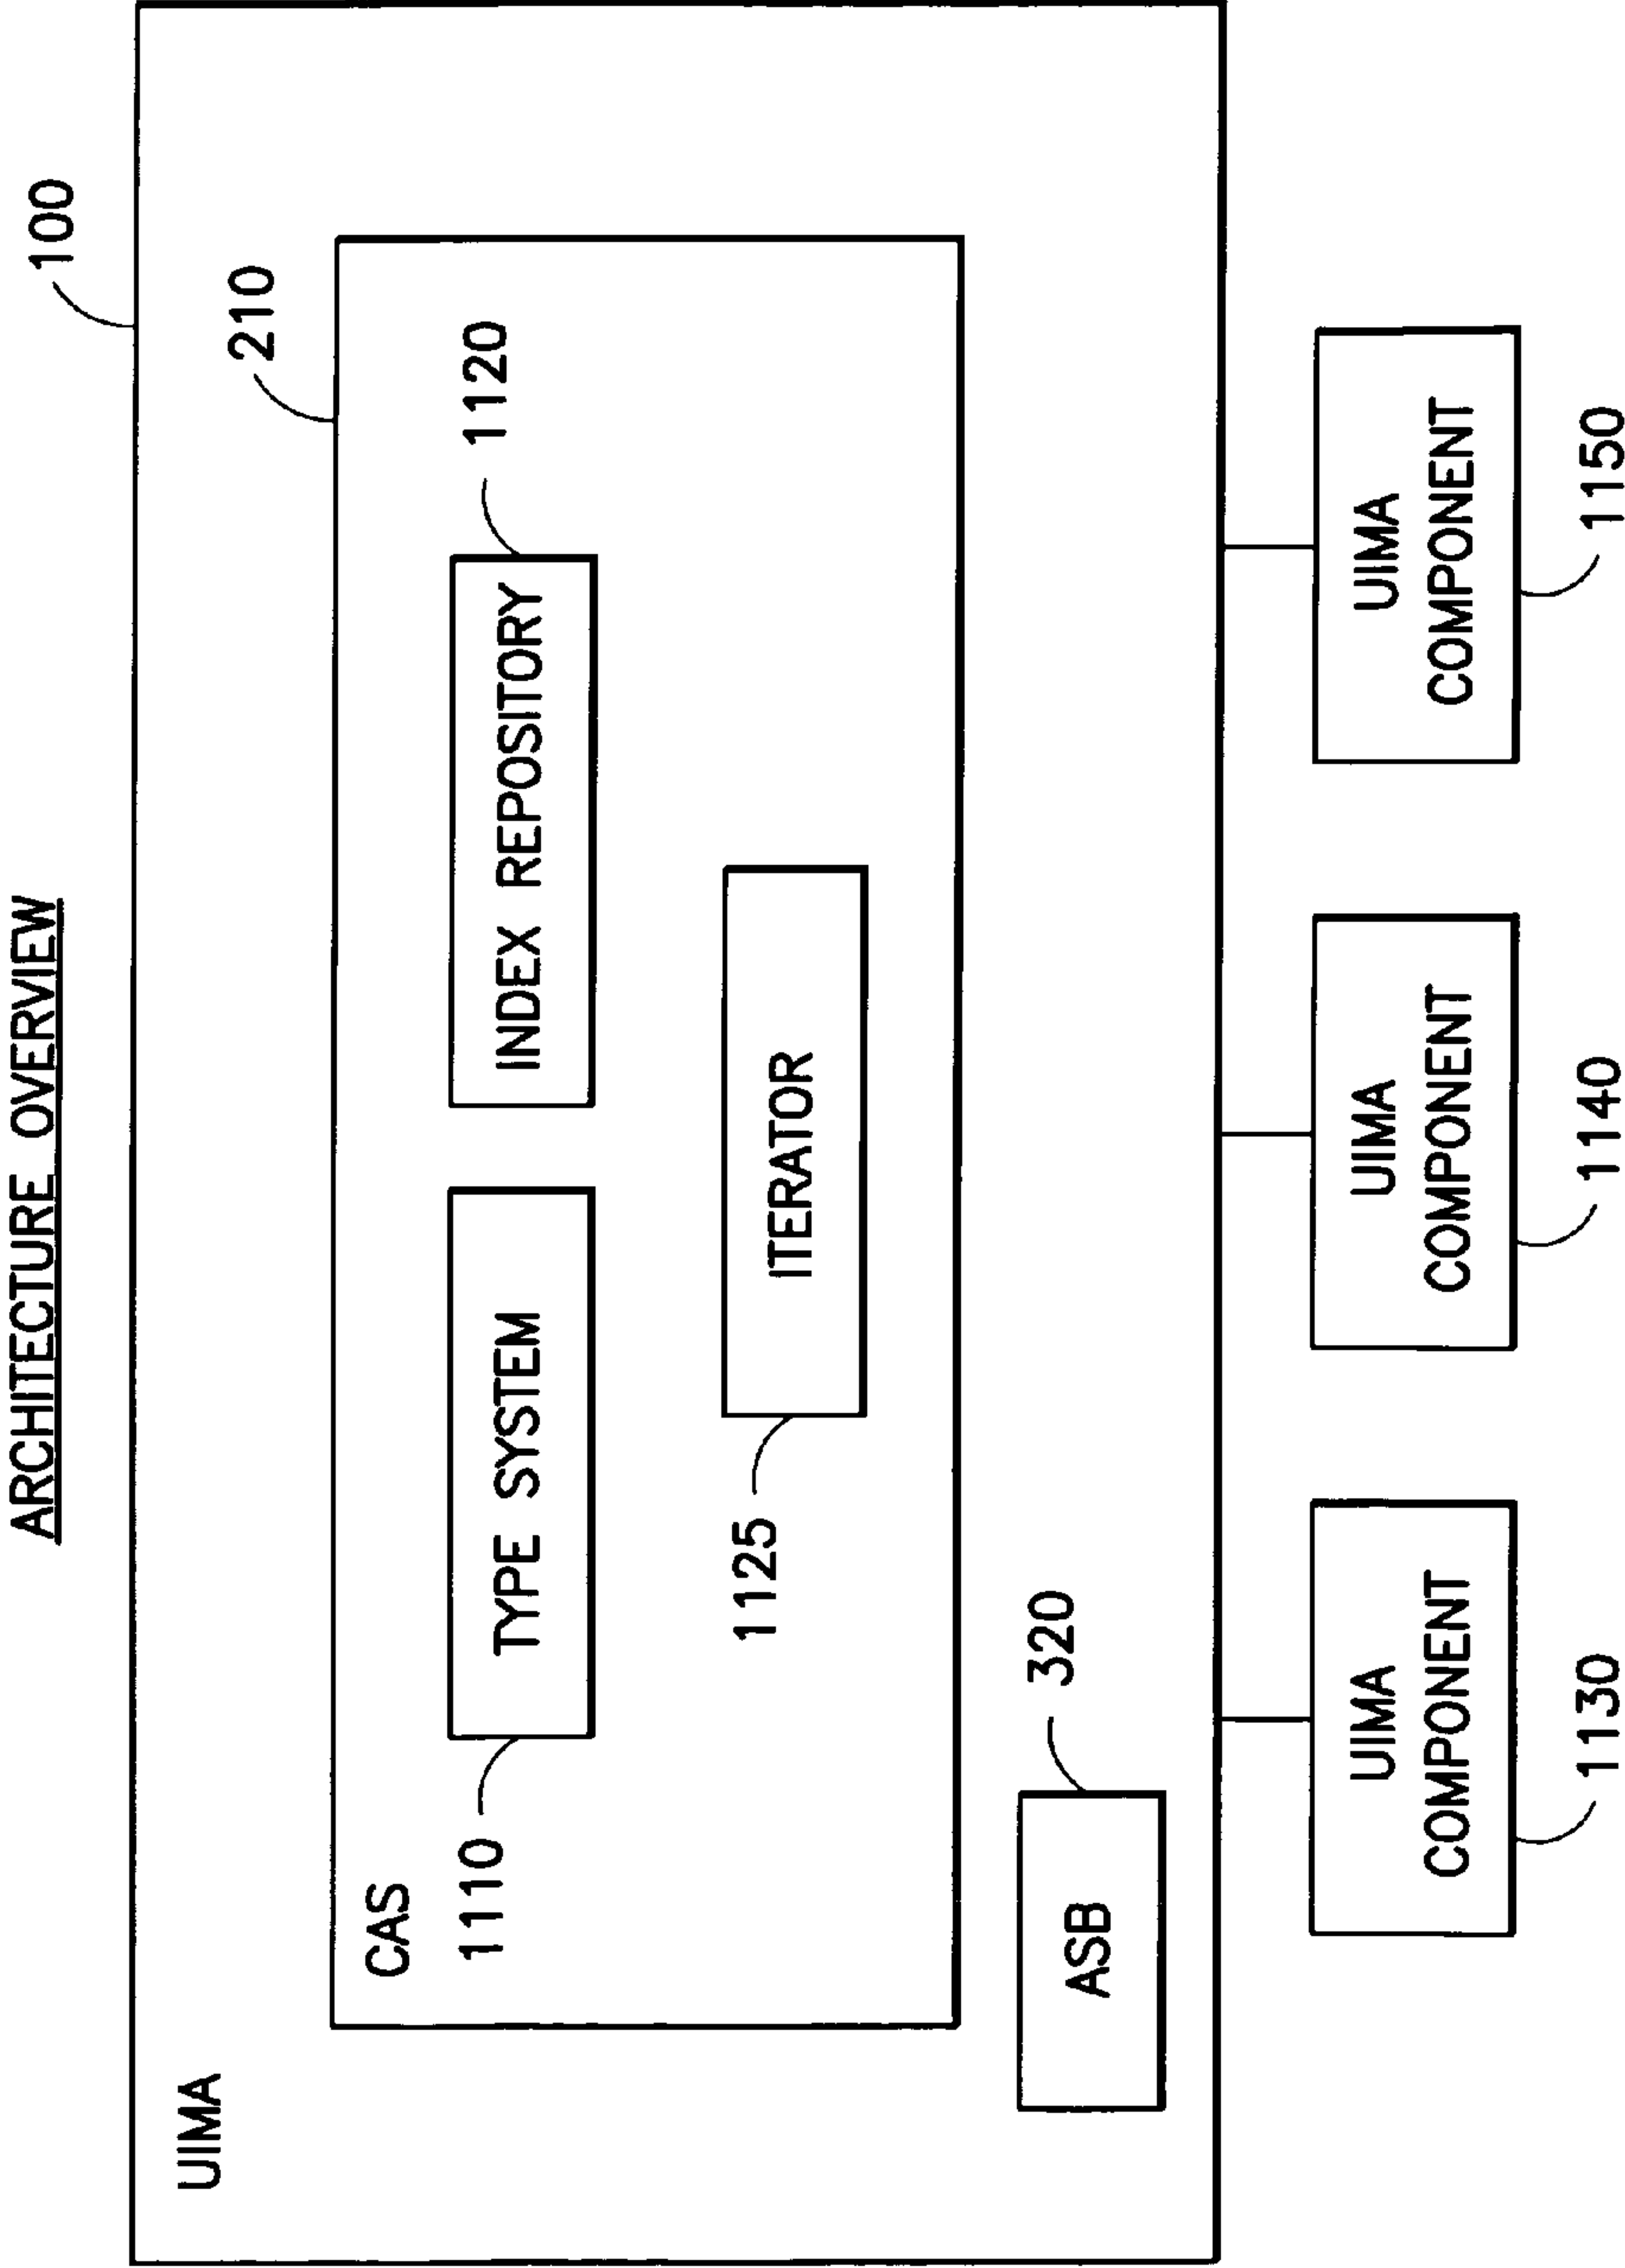 ARCHITECTURE OVERVIEW
100
UIMA
210
CAS
1110
TYPE SYSTEM
INDEX REPOSITORY
1120
1125
ITERATOR
ASB
320
UIMA
COMPONENT
1130
UIMA
COMPONENT
1140
UIMA
COMPONENT
1150